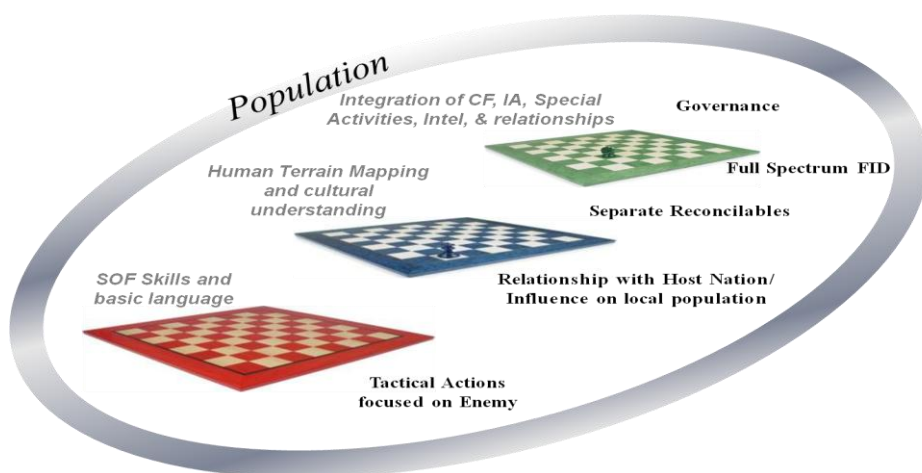 Population
Integration of CF, IA, Special
Activities, Intel, & relationships
Governance
Human Terrain Mapping
and cultural
understanding
Full Spectrum FID
Separate Reconcilables
SOF Skills and
basic language
Relationship with Host Nation/
Influence on local population
Tactical Actions
focused on Enemy